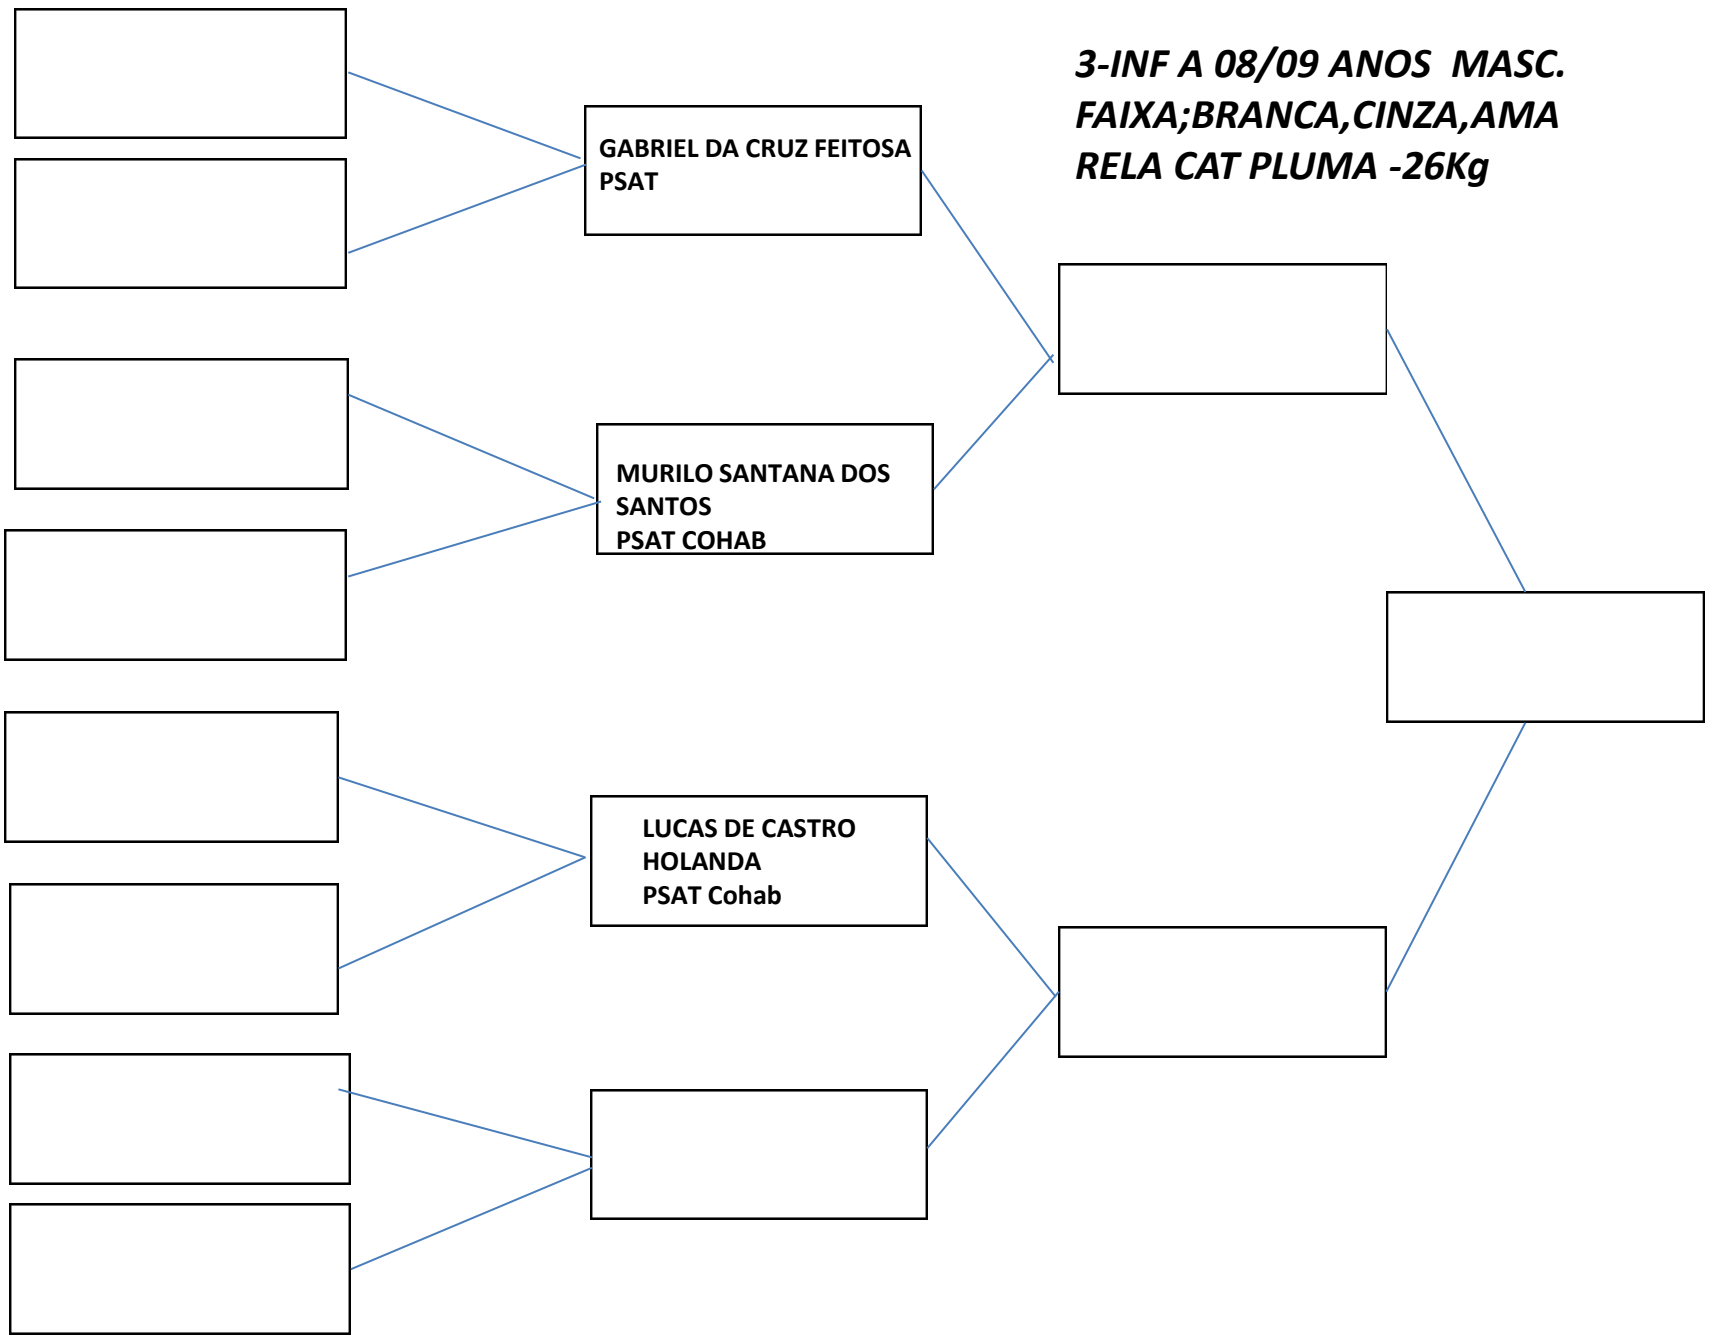 3-INF A 08/09 ANOS MASC.
FAIXA;BRANCA,CINZA,AMA
RELA CAT PLUMA -26Kg
GABRIEL DA CRUZ FEITOSA
PSAT
MURILO SANTANA DOS
SANTOS
PSAT COHAB
LUCAS DE CASTRO
HOLANDA
PSAT Cohab